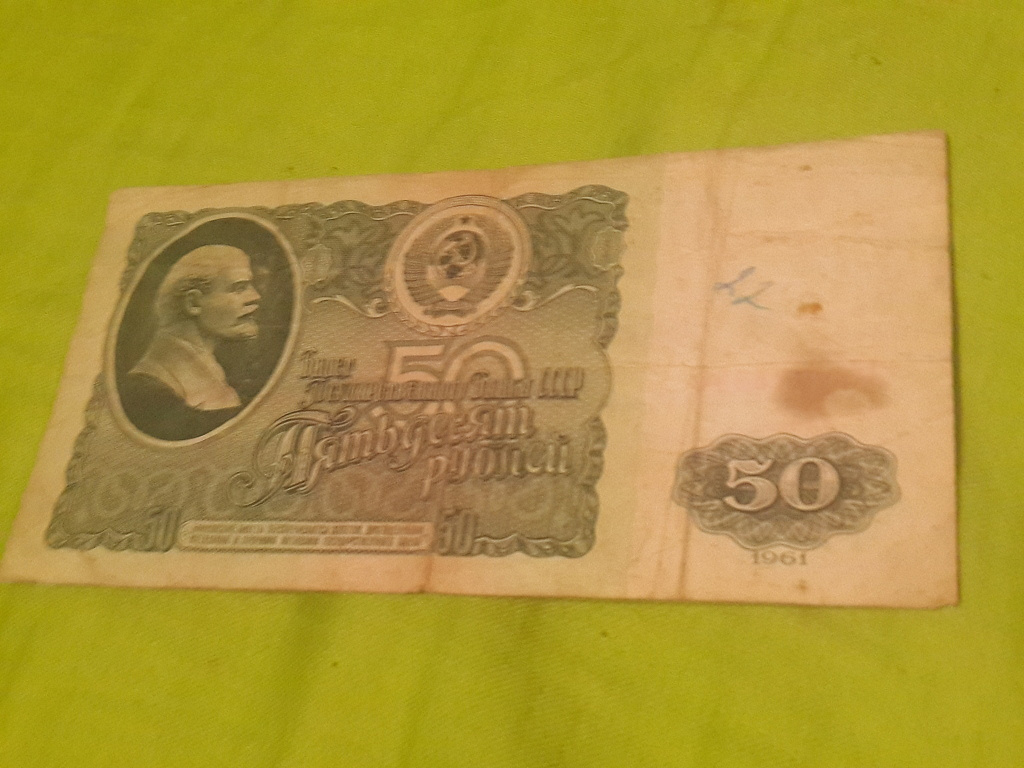 50
Билет
Государственного Банка СССР
Пятьдесят
рублей
50
50
50
1961